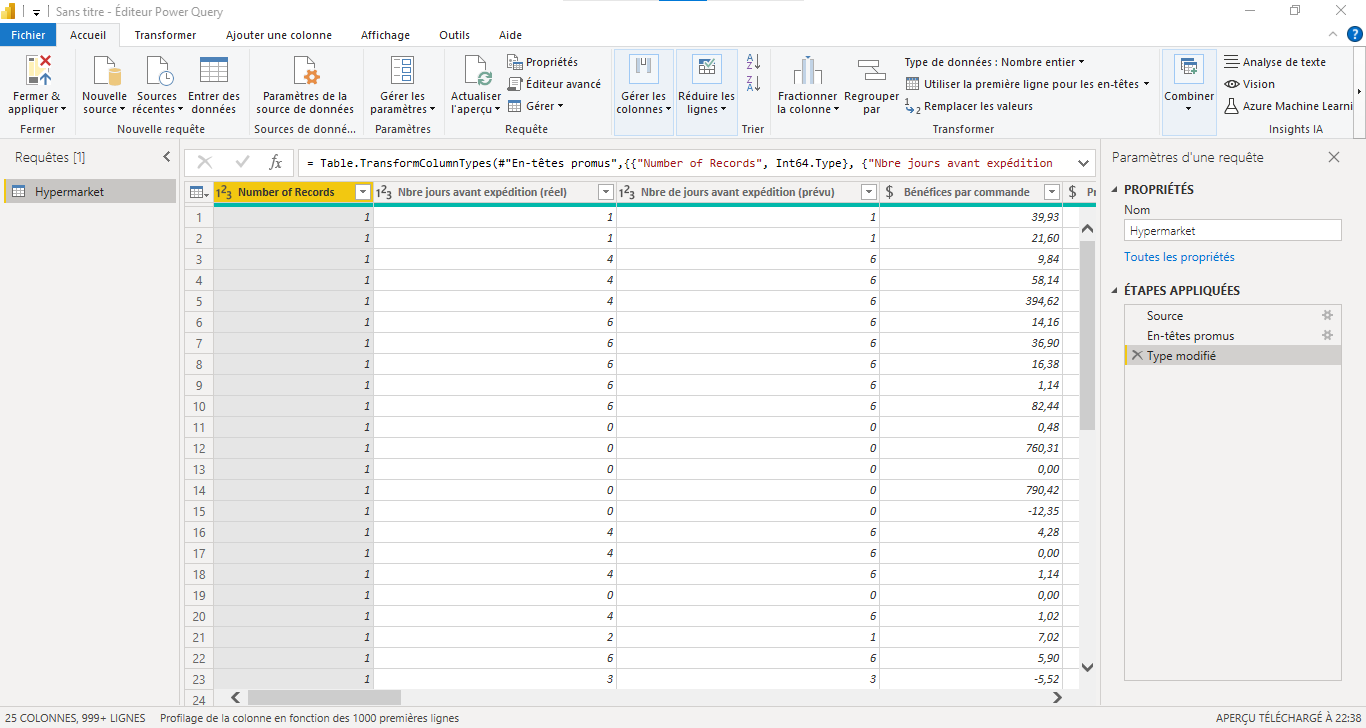 Sans titre - Éditeur Power Query
Fichier Accueil Transformer Ajouter une colonne Affichage Outils Aide
Fermer & appliquer
Nouvelle source
Sources récentes
Entrer des données
Paramètres de la source de données
Gérer les paramètres
Actualiser l'aperçu
Propriétés
Éditeur avancé
Gérer
Gérer les colonnes
Réduire les lignes
Fractionner la colonne
Regrouper par
Type de données : Nombre entier
Utiliser la première ligne pour les en-têtes
Remplacer les valeurs
Combiner
Analyse de texte
Vision
Azure Machine Learni
Fermer Nouvelle requête Sources de donné... Paramètres Requête Trier Transformer Insights IA
Requêtes [1]
Hypermarket
fx = Table.TransformColumnTypes(#"En-têtes promus",{{"Number of Records", Int64.Type}, {"Nbre jours avant expédition
123 Number of Records 123 Nbre jours avant expédition (réel) 123 Nbre de jours avant expédition (prévu) $ Bénéfices par commande $ Pr
1 1 1 1 39,93
2 1 1 1 21,60
3 1 4 6 9,84
4 1 4 6 58,14
5 1 4 6 394,62
6 1 6 6 14,16
7 1 6 6 36,90
8 1 6 6 16,38
9 1 6 6 1,14
10 1 6 6 82,44
11 1 0 0 0,48
12 1 0 0 760,31
13 1 0 0 0,00
14 1 0 0 790,42
15 1 0 0 -12,35
16 1 4 6 4,28
17 1 4 6 0,00
18 1 4 6 1,14
19 1 0 0 0,00
20 1 4 6 1,02
21 1 2 1 7,02
22 1 6 6 5,90
23 1 3 3 -5,52
24
Paramètres d'une requête
PROPRIÉTÉS
Nom
Hypermarket
Toutes les propriétés
ÉTAPES APPLIQUÉES
Source
En-têtes promus
Type modifié
25 COLONNES, 999+ LIGNES Profilage de la colonne en fonction des 1000 premières lignes APERÇU TÉLÉCHARGÉ À 22:38